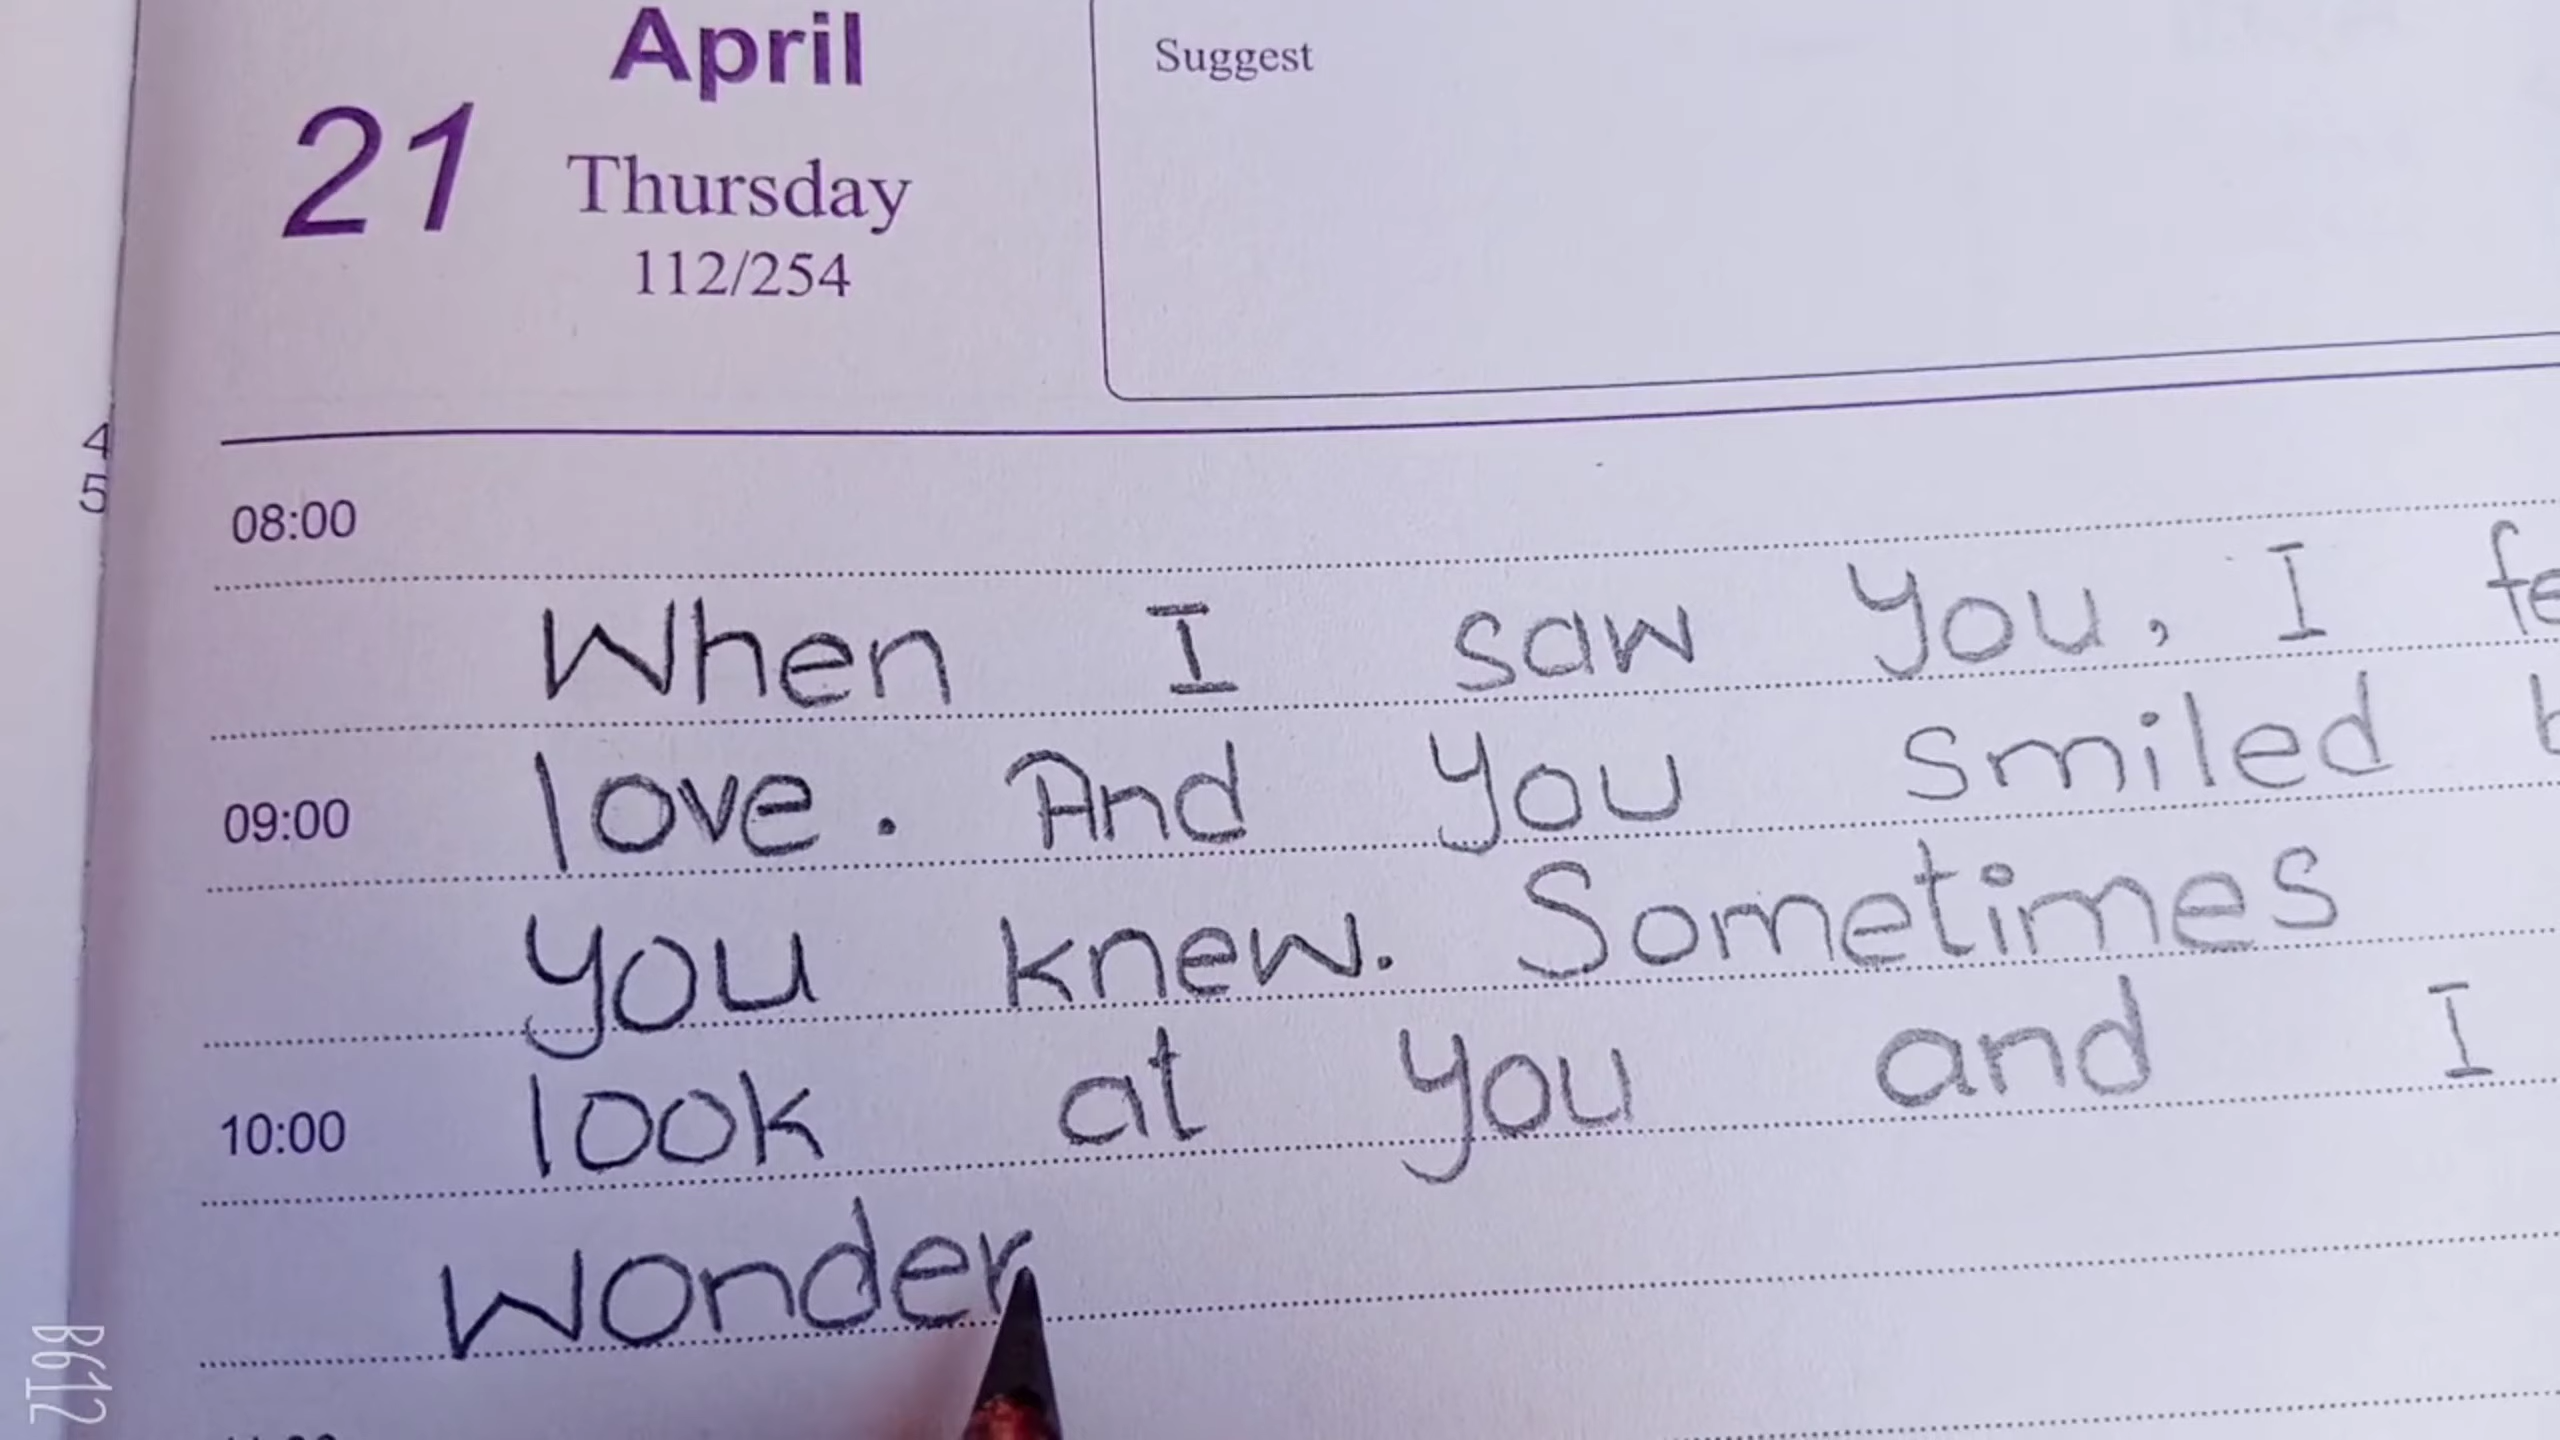 April
21
Thursday
112/254
Suggest
4
5
08:00
When I saw you, I
09:00
love. And you smiled
you knew. Sometimes
10:00
look at you and I
wonder
B612